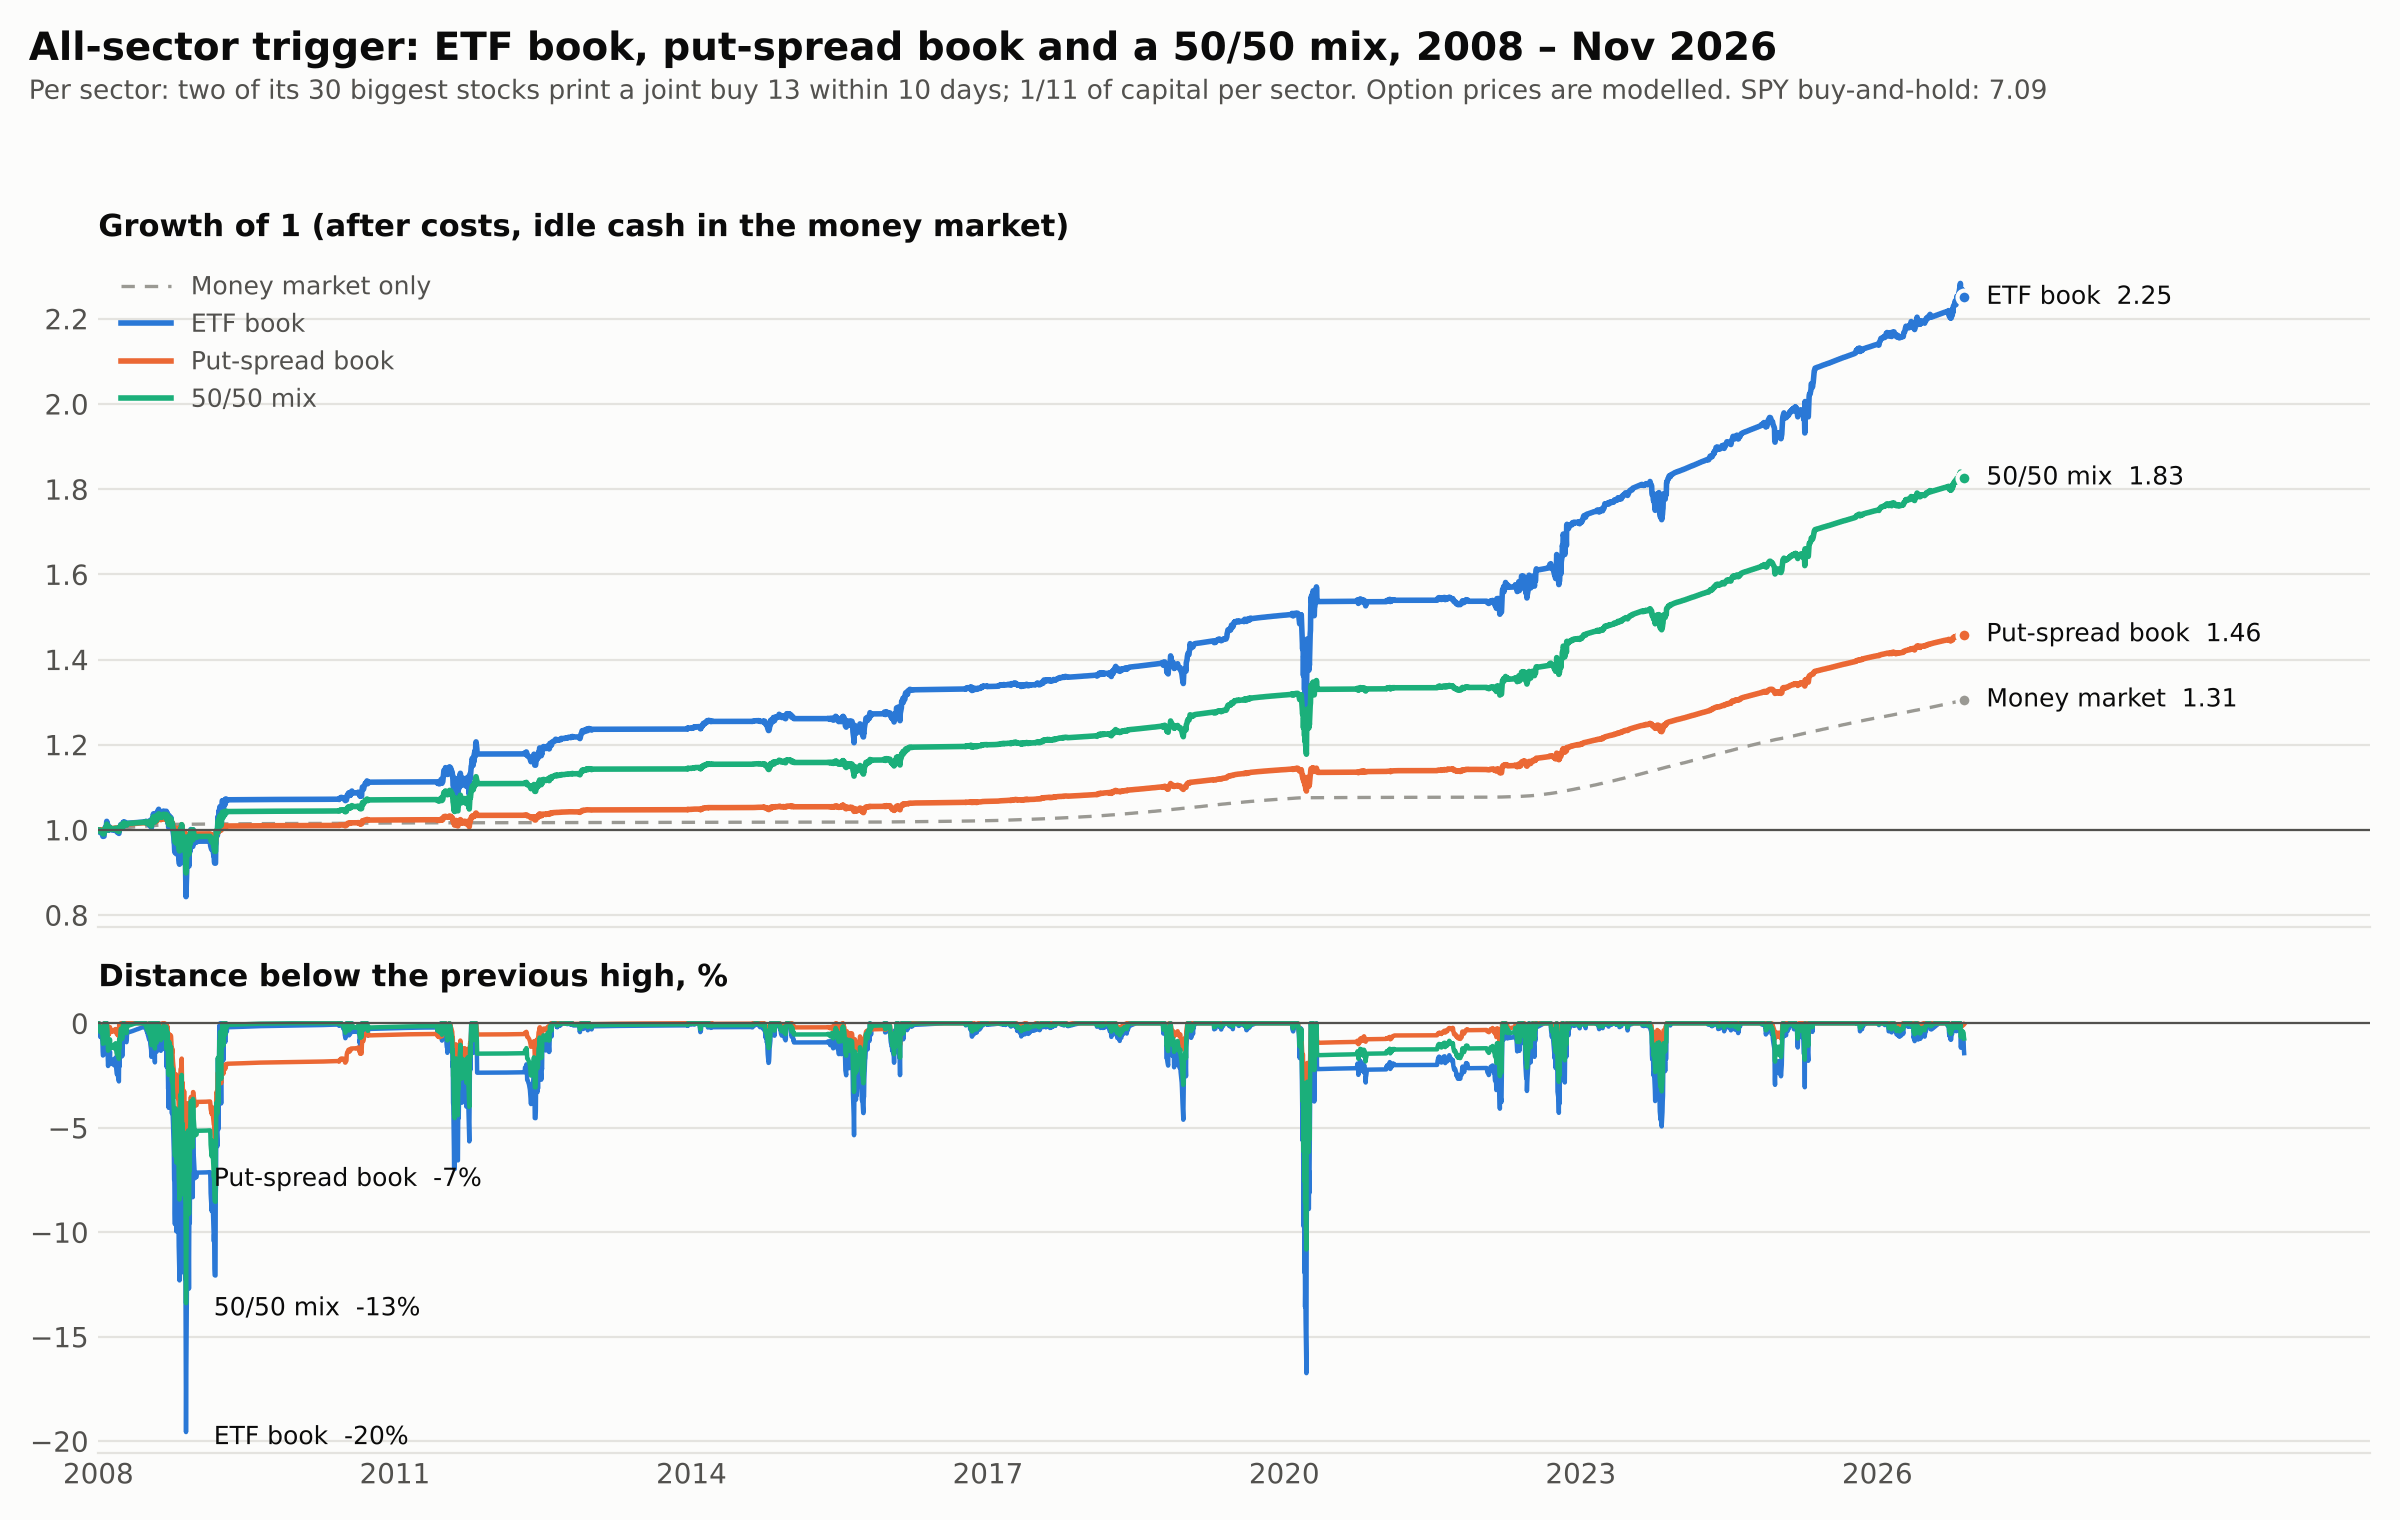 All-sector trigger: ETF book, put-spread book and a 50/50 mix, 2008 – Nov 2026
Per sector: two of its 30 biggest stocks print a joint buy 13 within 10 days; 1/11 of capital per sector. Option prices are modelled. SPY buy-and-hold: 7.09
Growth of 1 (after costs, idle cash in the money market)
Money market only
ETF book
Put-spread book
50/50 mix
2.2
2.0
1.8
1.6
1.4
1.2
1.0
0.8
ETF book 2.25
50/50 mix 1.83
Put-spread book 1.46
Money market 1.31
Distance below the previous high, %
0
−5
−10
−15
−20
Put-spread book -7%
50/50 mix -13%
ETF book -20%
2008 2011 2014 2017 2020 2023 2026